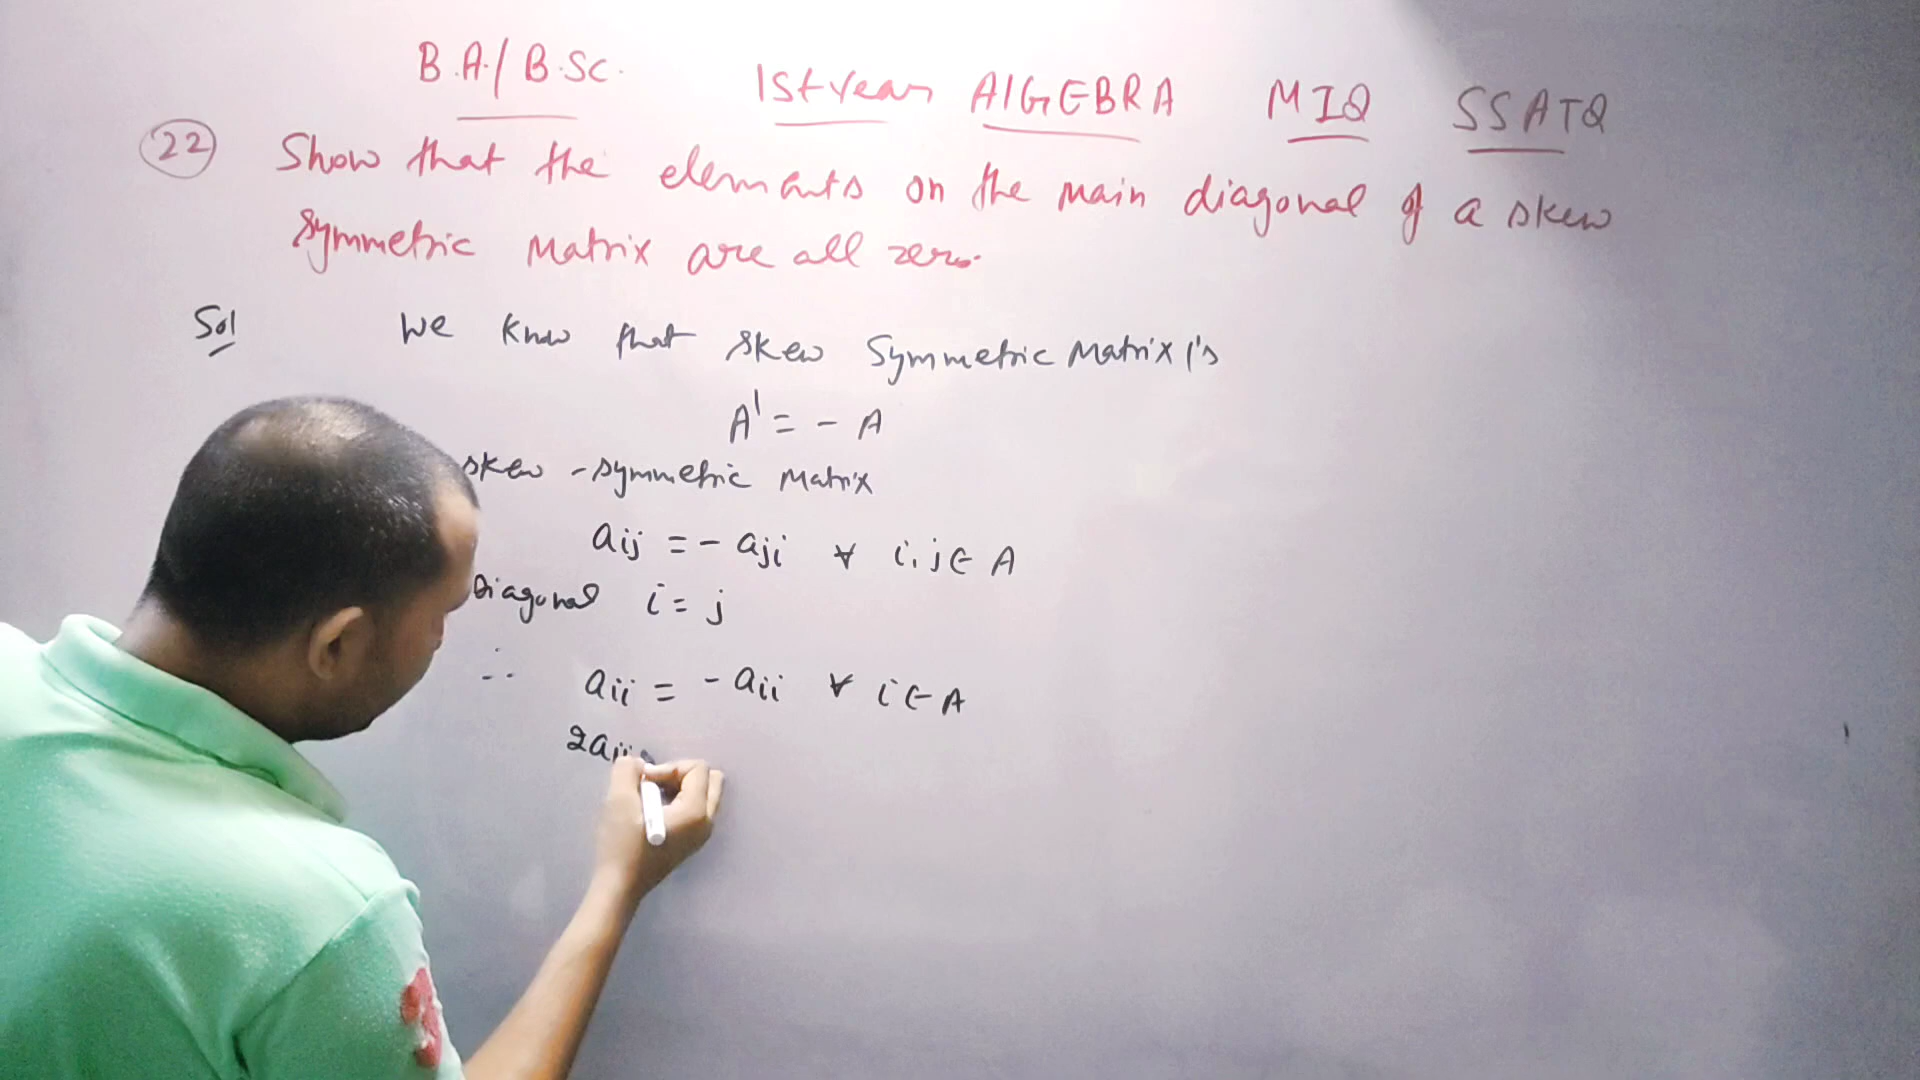 B.A./B.Sc. 1st year AlGEBRA MIQ SSATQ
22 Show that the elements on the main diagonal of a skew
symmetric Matrix are all zero.
Sol We know that skew Symmetric Matrix is
A' = - A
skew - symmetric Matrix
aij = - aji ∀ i, j ∈ A
Diagonal i = j
∴ aii = - aii ∀ i ∈ A
2aii